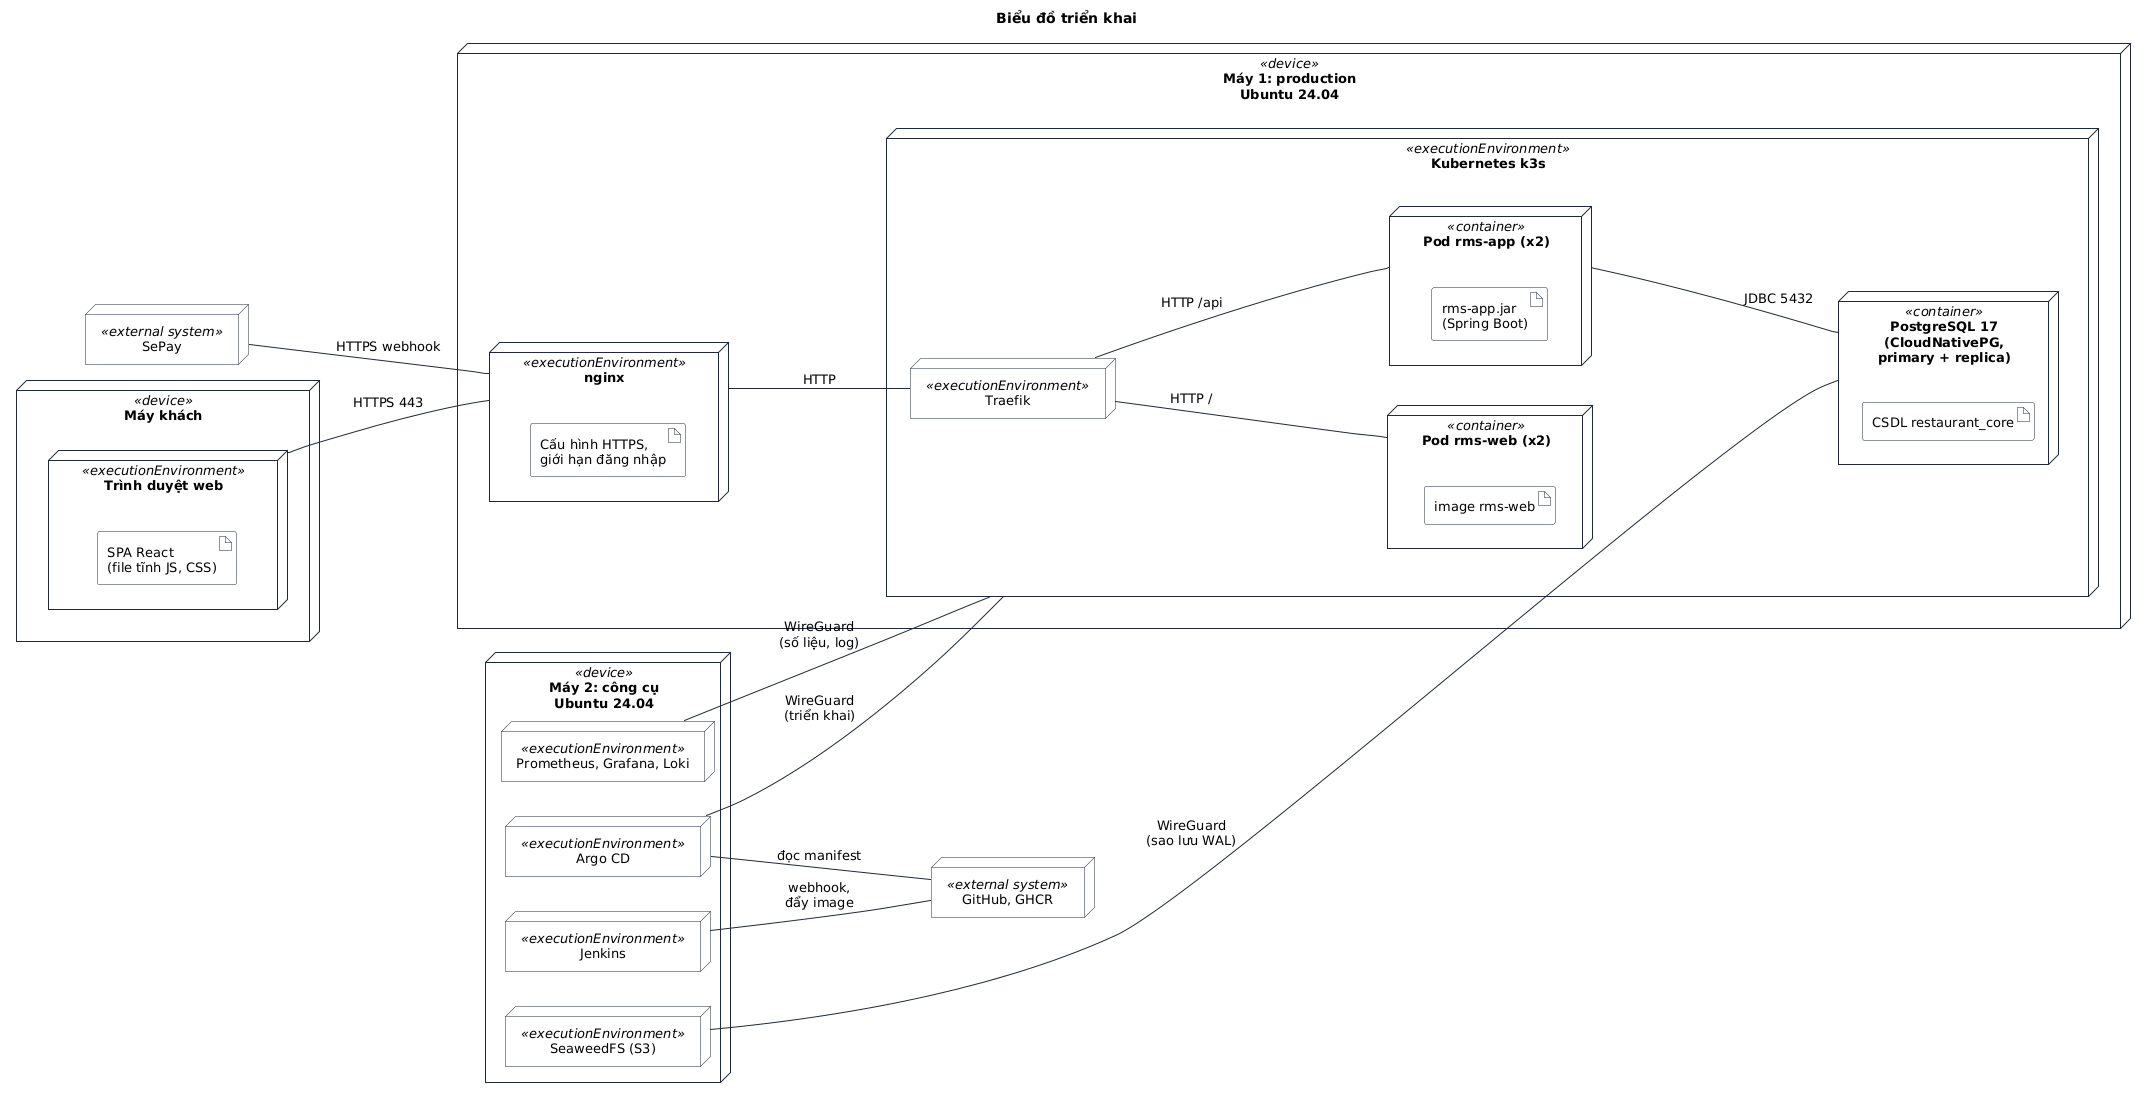 Biểu đồ triển khai
«device»
Máy 1: production
Ubuntu 24.04
«executionEnvironment»
Kubernetes k3s
«container»
Pod rms-app (x2)
rms-app.jar
(Spring Boot)
HTTP /api
JDBC 5432
«container»
PostgreSQL 17
(CloudNativePG,
primary + replica)
CSDL restaurant_core
«external system»
SePay
HTTPS webhook
«executionEnvironment»
nginx
Cấu hình HTTPS,
giới hạn đăng nhập
HTTP
«executionEnvironment»
Traefik
HTTP /
«container»
Pod rms-web (x2)
image rms-web
«device»
Máy khách
HTTPS 443
«executionEnvironment»
Trình duyệt web
SPA React
(file tĩnh JS, CSS)
WireGuard
(số liệu, log)
«device»
Máy 2: công cụ
Ubuntu 24.04
WireGuard
(triển khai)
«executionEnvironment»
Prometheus, Grafana, Loki
«executionEnvironment»
Argo CD
đọc manifest
webhook,
đẩy image
«external system»
GitHub, GHCR
WireGuard
(sao lưu WAL)
«executionEnvironment»
Jenkins
«executionEnvironment»
SeaweedFS (S3)